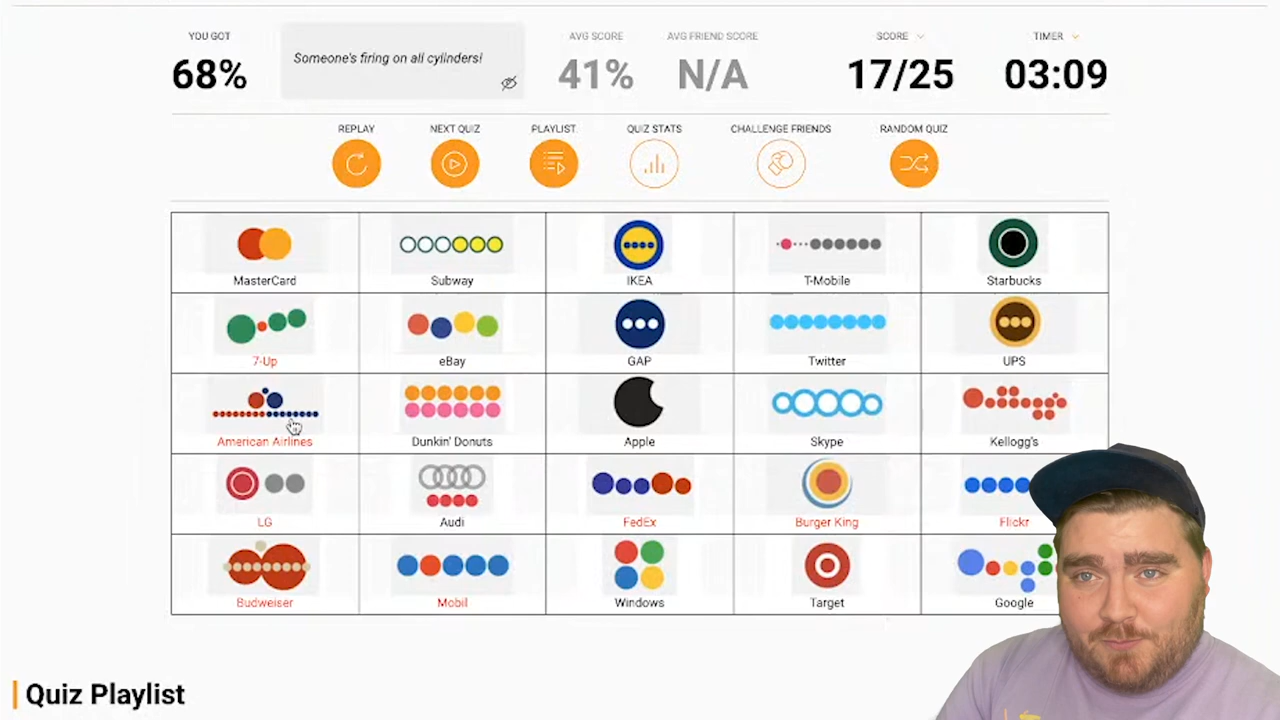 YOU GOT
68%
Someone's firing on all cylinders!
AVG SCORE
41%
AVG FRIEND SCORE
N/A
SCORE
17/25
TIMER
03:09
REPLAY
NEXT QUIZ
PLAYLIST
QUIZ STATS
CHALLENGE FRIENDS
RANDOM QUIZ
MasterCard
Subway
IKEA
T-Mobile
Starbucks
7-Up
eBay
GAP
Twitter
UPS
American Airlines
Dunkin' Donuts
Apple
Skype
Kellogg's
LG
Audi
FedEx
Burger King
Flickr
Budweiser
Mobil
Windows
Target
Google
Quiz Playlist